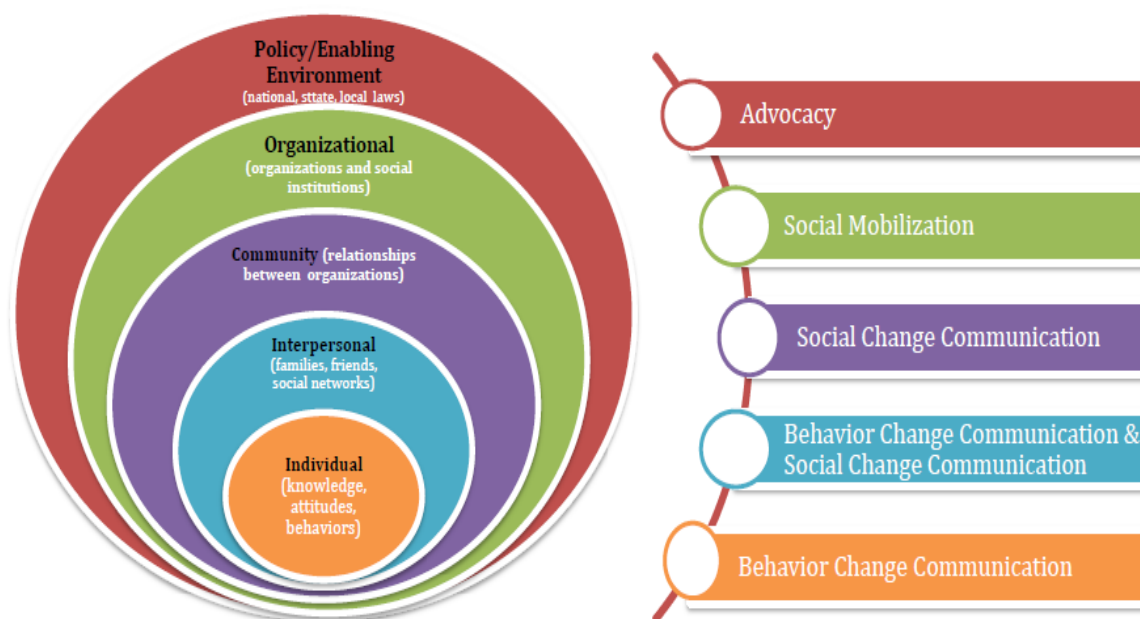 Policy/Enabling
Environment
(national, sttate, local laws)
Organizational
(organizations and social
institutions)
Community (relationships
between organizations)
Interpersonal
(families, friends,
social networks)
Individual
(knowledge,
attitudes,
behaviors)
Advocacy
Social Mobilization
Social Change Communication
Behavior Change Communication &
Social Change Communication
Behavior Change Communication